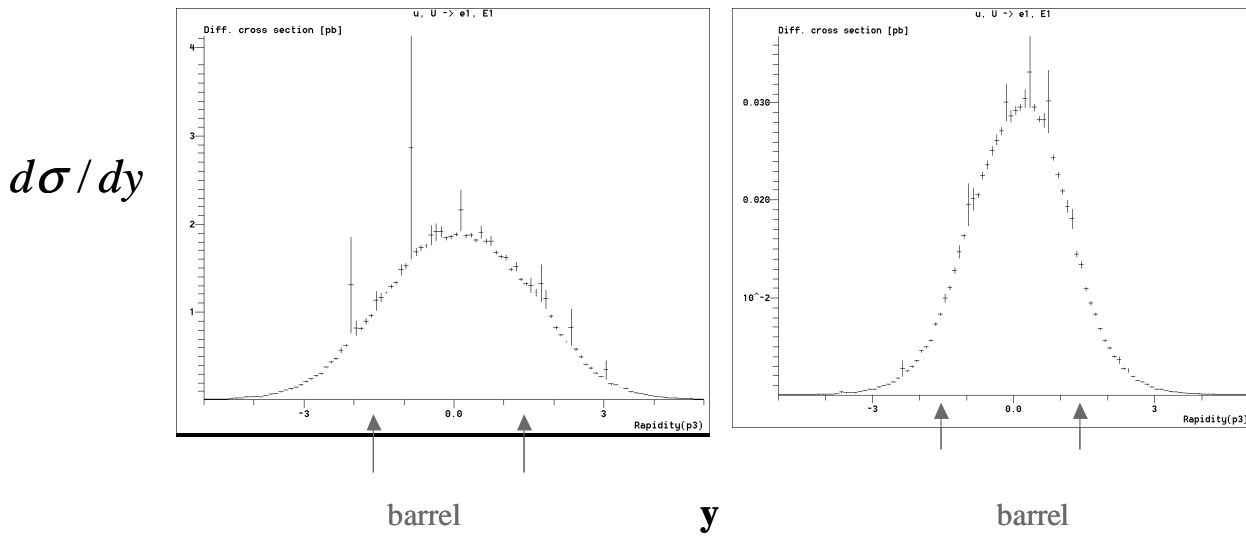 u, U -> e1, E1
Diff. cross section [pb]
4
3
2
1
-3 0.0 3
Rapidity(p3)
u, U -> e1, E1
Diff. cross section [pb]
0.030
0.020
10^-2
-3 0.0 3
Rapidity(p3)
dσ / dy
barrel y barrel